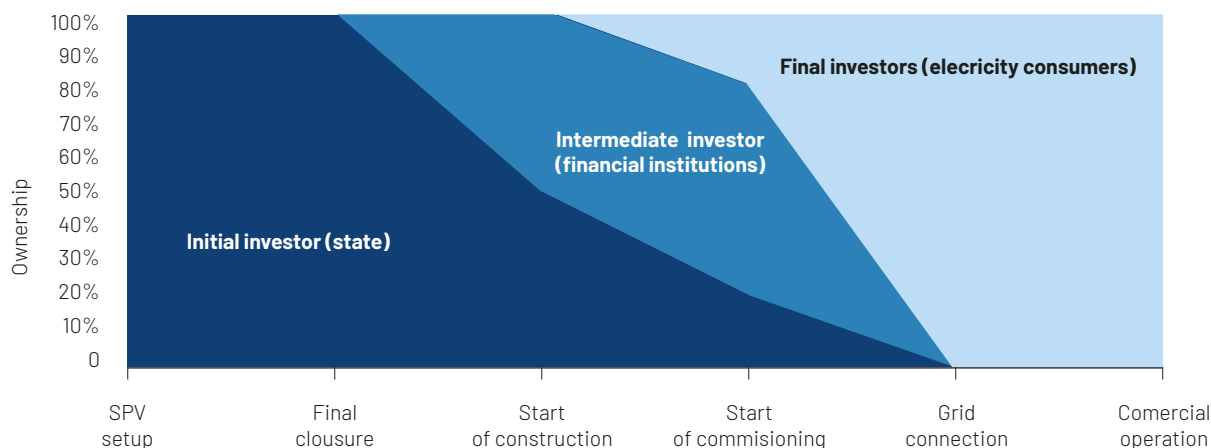 100%
90%
80%
70%
60%
50%
40%
30%
20%
10%
0
Ownership
Final investors (elecricity consumers)
Intermediate investor
(financial institutions)
Initial investor (state)
SPV
setup
Final
clousure
Start
of construction
Start
of commisioning
Grid
connection
Comercial
operation